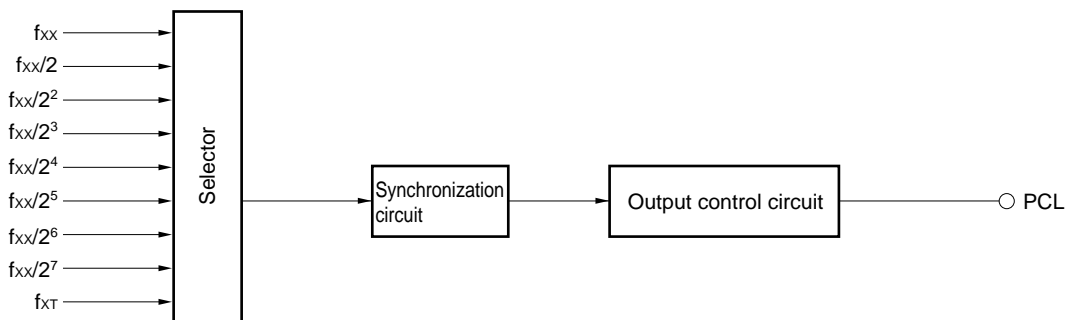 fXX
fXX/2
fXX/2²
fXX/2³
fXX/2⁴
fXX/2⁵
fXX/2⁶
fXX/2⁷
fXT
Selector
Synchronization
circuit
Output control circuit
PCL